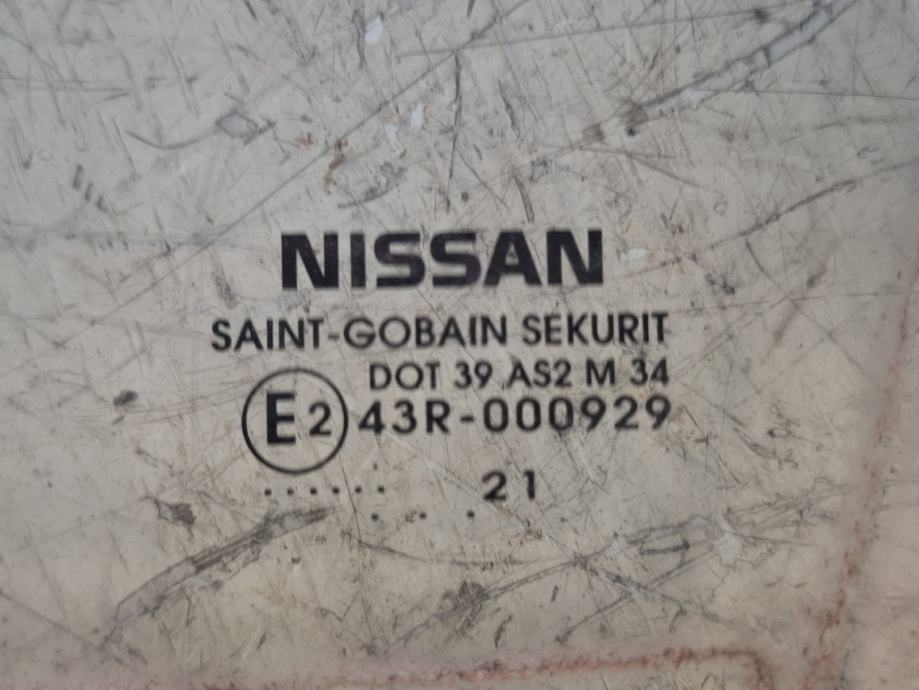 NISSAN
SAINT-GOBAIN SEKURIT
DOT 39 AS2 M 34
E2 43R-000929
...... 21
. . .